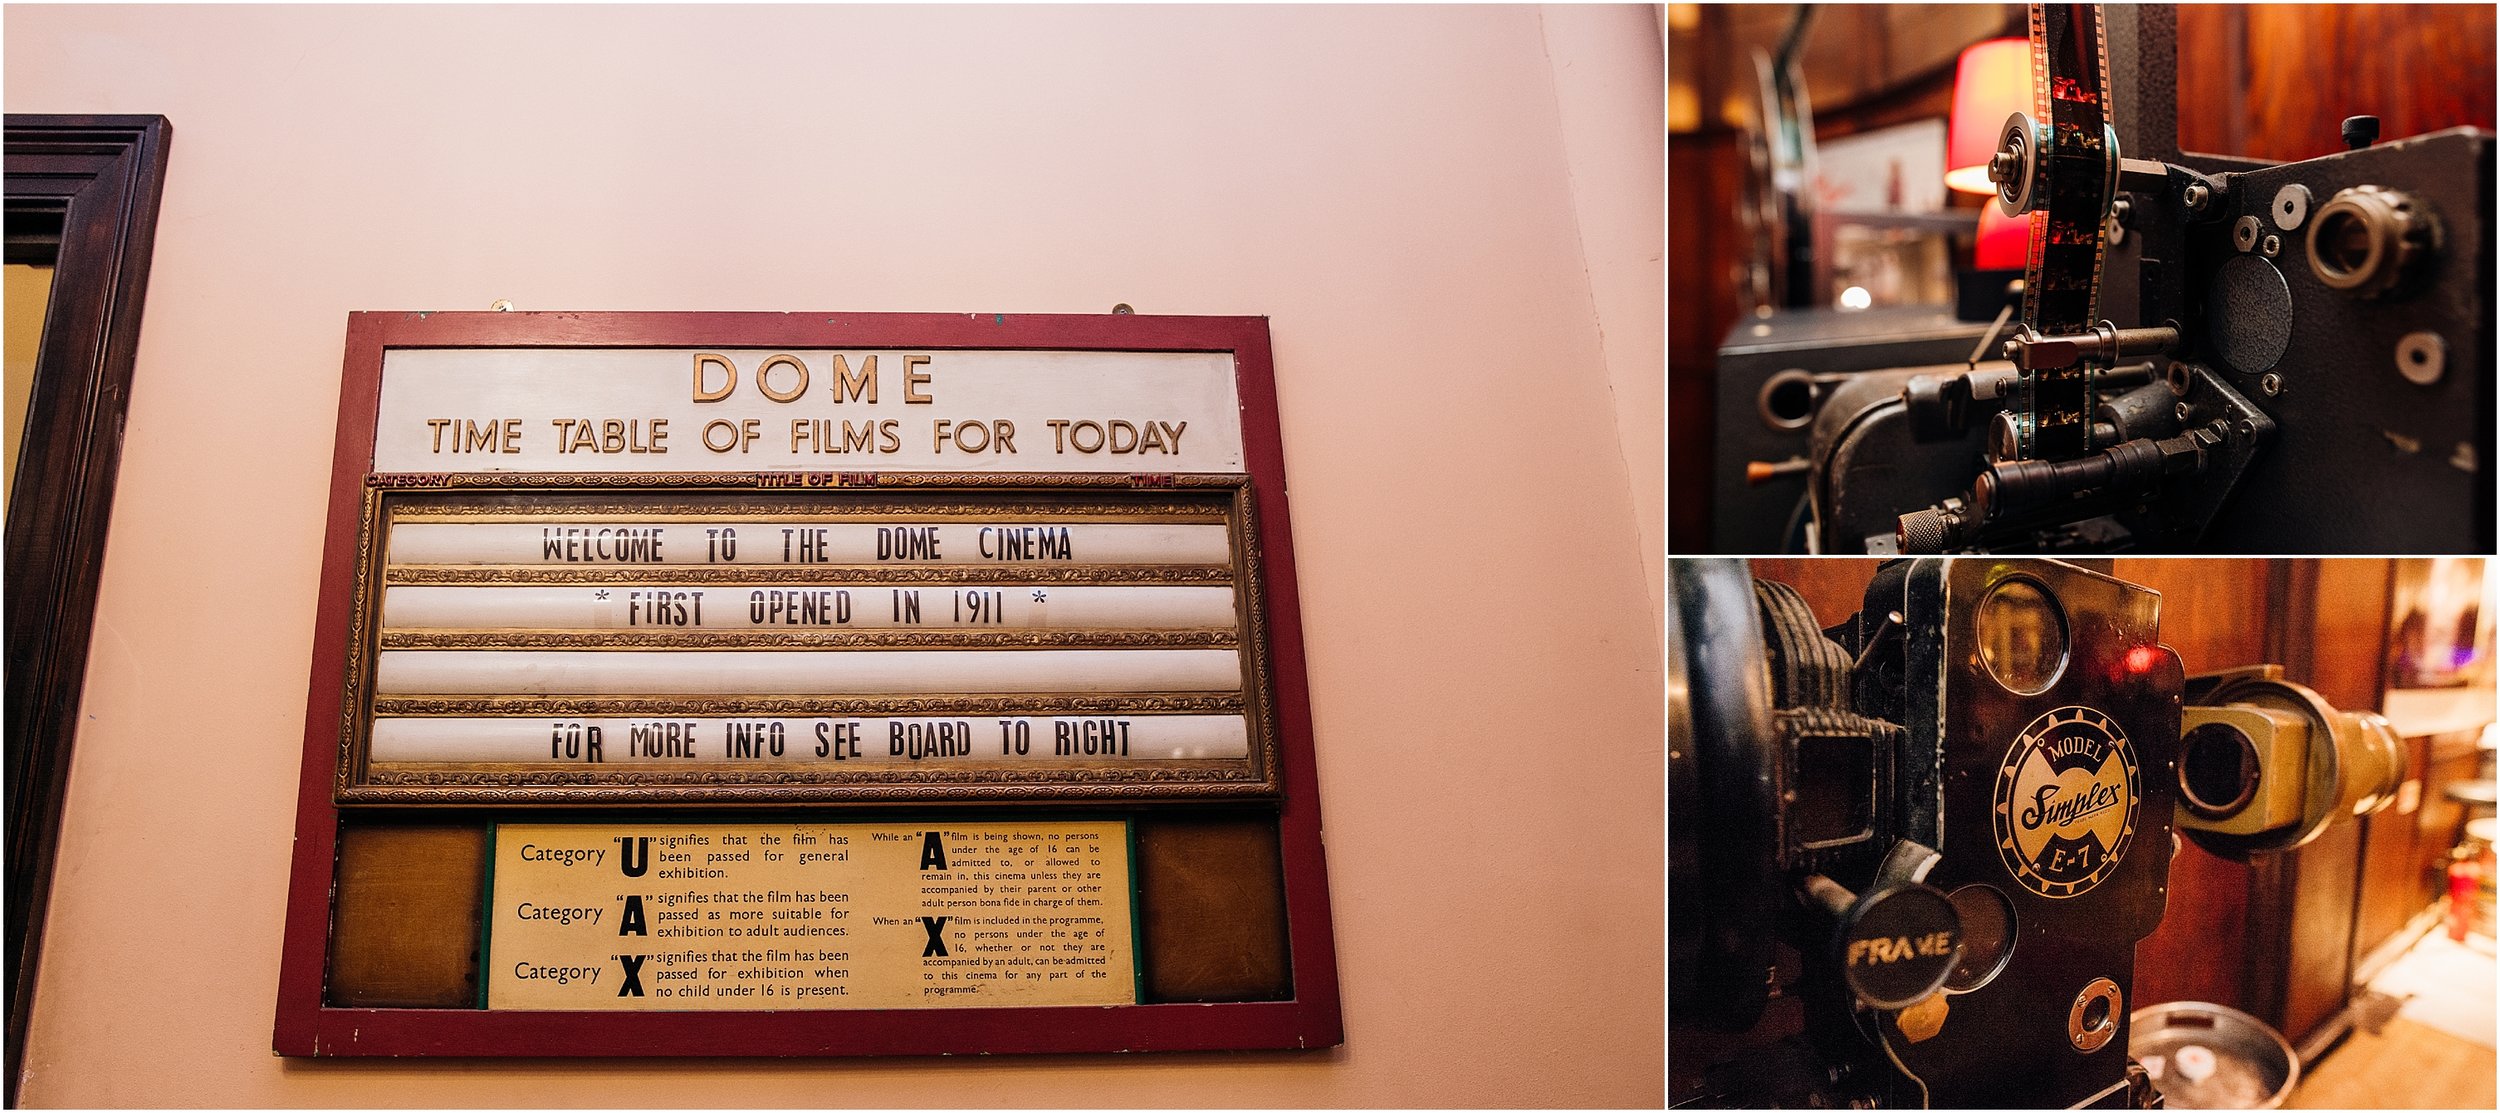 DOME
TIME TABLE OF FILMS FOR TODAY
CATEGORY TITLE OF FILM TIME
WELCOME TO THE DOME CINEMA
* FIRST OPENED IN 1911 *
FOR MORE INFO SEE BOARD TO RIGHT
Category "U" signifies that the film has
been passed for general
exhibition.
Category "A" signifies that the film has been
passed as more suitable for
exhibition to adult audiences.
Category "X" signifies that the film has been
passed for exhibition when
no child under 16 is present.
While an "A" film is being shown, no persons
under the age of 16 can be
admitted to, or allowed to
remain in, this cinema unless they are
accompanied by their parent or other
adult person bona fide in charge of them.
When an "X" film is included in the programme,
no persons under the age of
16, whether or not they are
accompanied by an adult, can be admitted
to this cinema for any part of the
programme.
MODEL
Simplex
E-7
FRAME